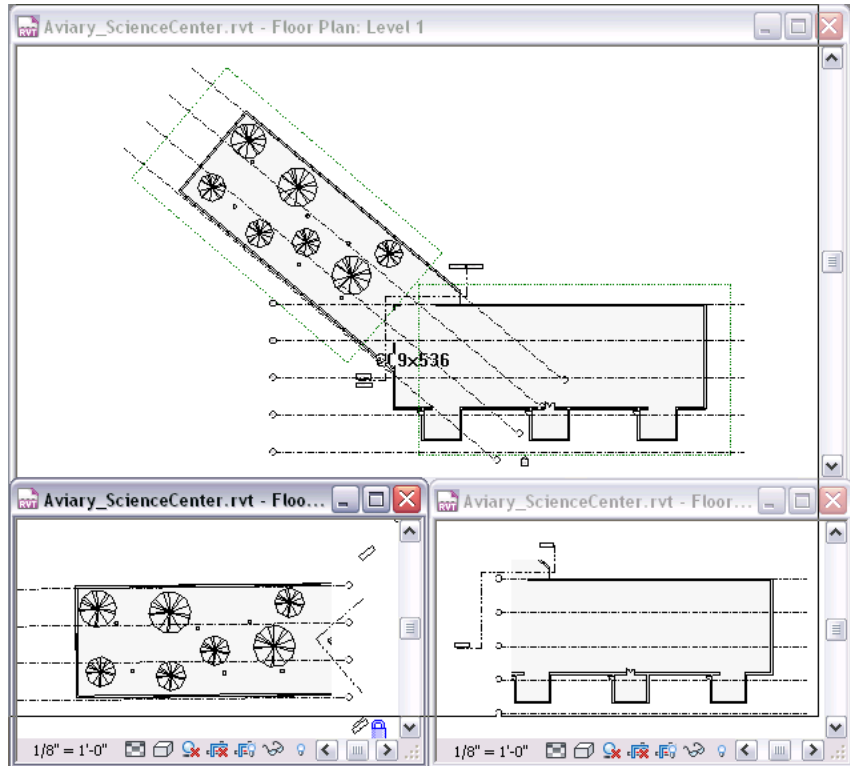 Aviary_ScienceCenter.rvt - Floor Plan: Level 1
Aviary_ScienceCenter.rvt - Floo...
Aviary_ScienceCenter.rvt - Floor...
1/8" = 1'-0"
1/8" = 1'-0"